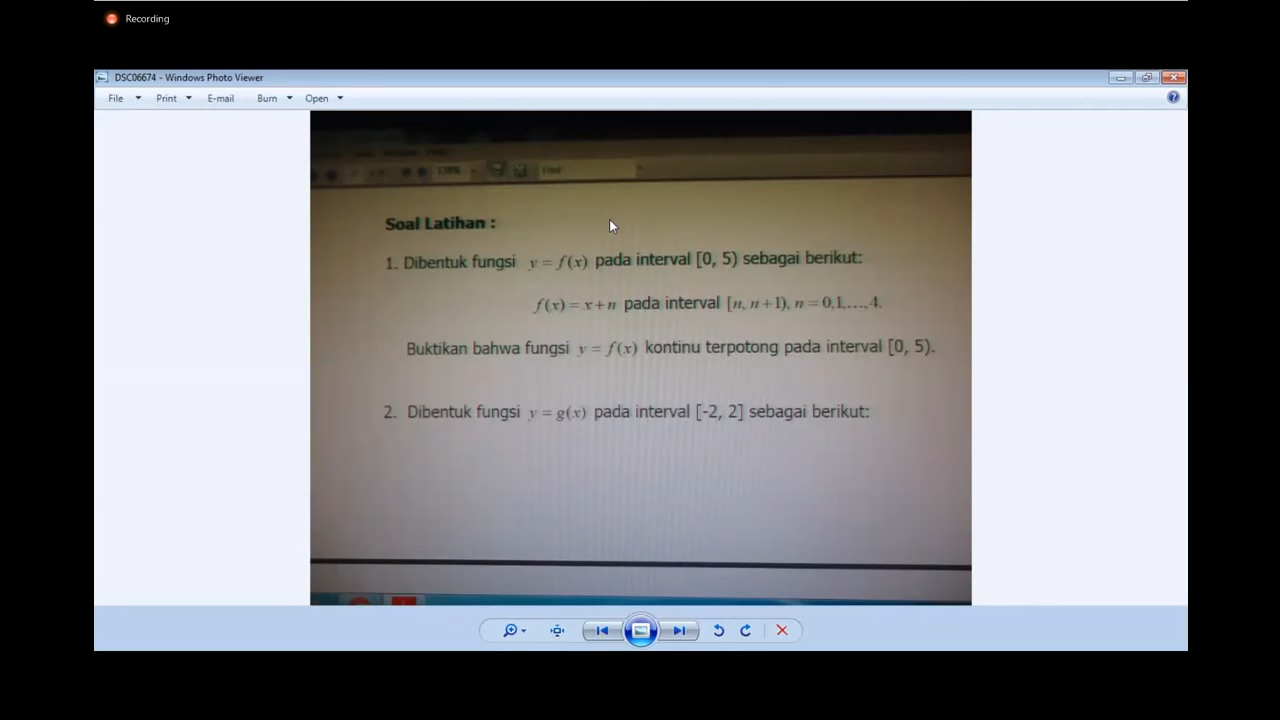 Recording
DSC06674 - Windows Photo Viewer
File Print E-mail Burn Open
138% Find
Soal Latihan :
1. Dibentuk fungsi y = f(x) pada interval [0, 5) sebagai berikut:
f(x) = x + n pada interval [n, n+1), n = 0,1,...,4.
Buktikan bahwa fungsi y = f(x) kontinu terpotong pada interval [0, 5).
2. Dibentuk fungsi y = g(x) pada interval [-2, 2] sebagai berikut: